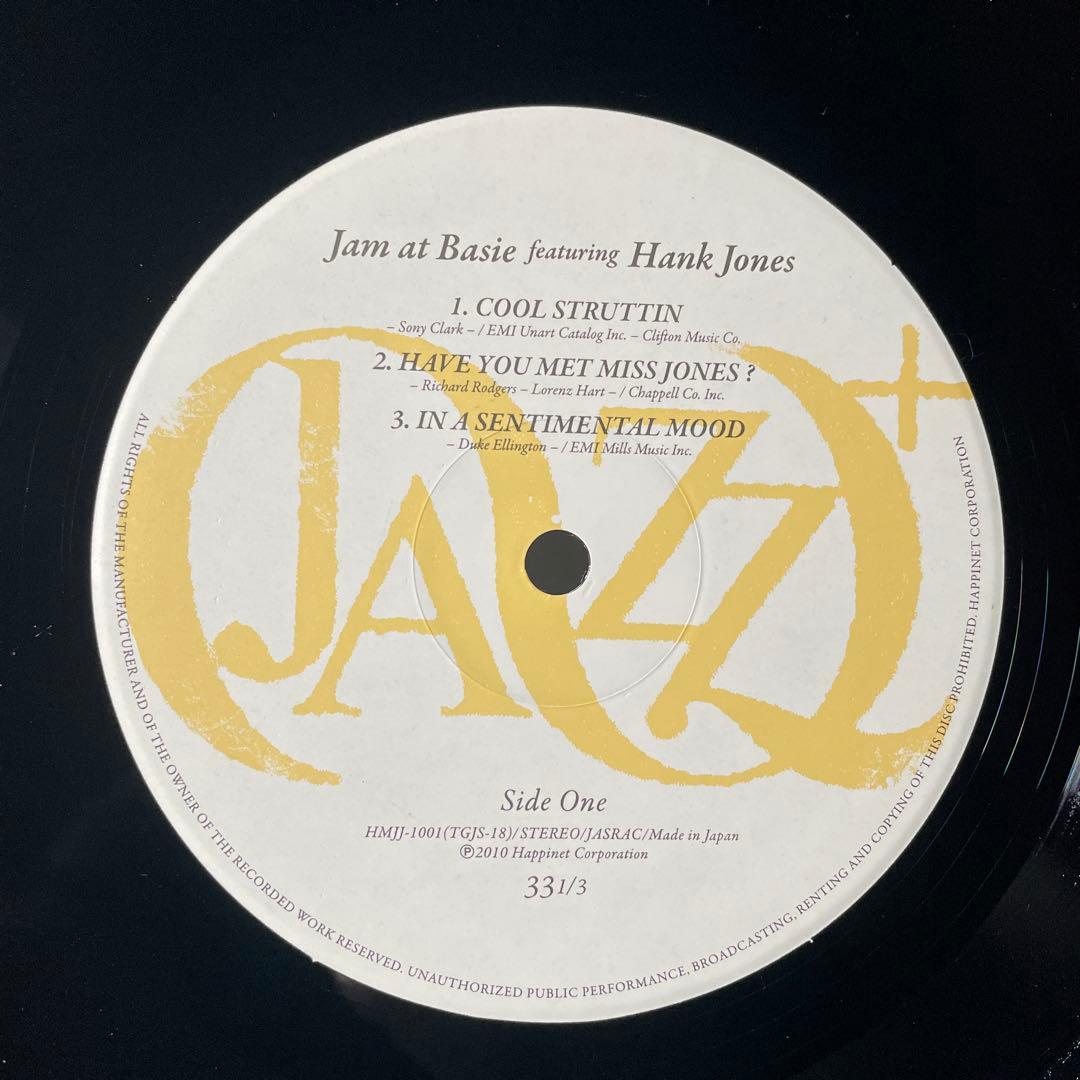 Jam at Basie featuring Hank Jones
1. COOL STRUTTIN
– Sony Clark – / EMI Unart Catalog Inc. – Clifton Music Co.
2. HAVE YOU MET MISS JONES ?
– Richard Rodgers – Lorenz Hart – / Chappell Co. Inc.
3. IN A SENTIMENTAL MOOD
– Duke Ellington – / EMI Mills Music Inc.
JAZZ+
Side One
HMJJ-1001(TGJS-18)/STEREO/JASRAC/Made in Japan
Ⓟ2010 Happinet Corporation
33 1/3
ALL RIGHTS OF THE MANUFACTURER AND OF THE OWNER OF THE RECORDED WORK RESERVED. UNAUTHORIZED PUBLIC PERFORMANCE, BROADCASTING, RENTING AND COPYING OF THIS DISC PROHIBITED. HAPPINET CORPORATION